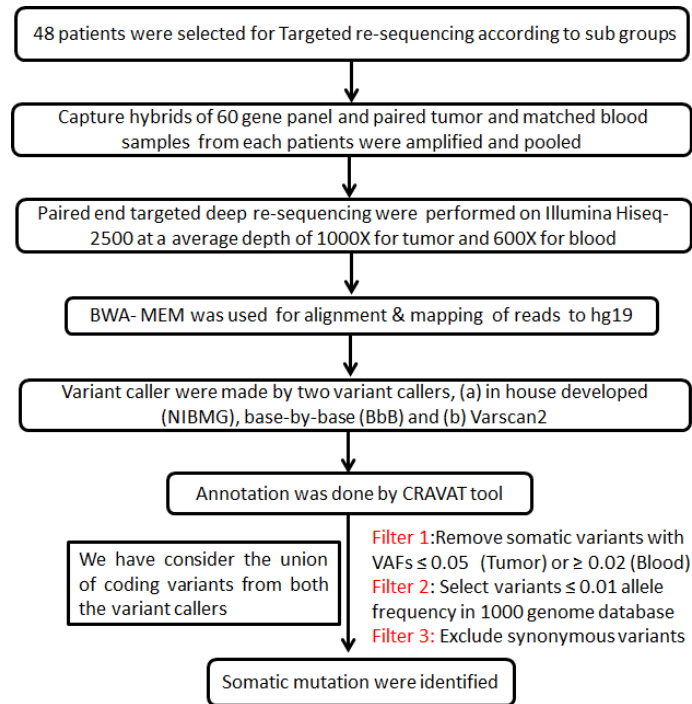 48 patients were selected for Targeted re-sequencing according to sub groups
Capture hybrids of 60 gene panel and paired tumor and matched blood
samples from each patients were amplified and pooled
Paired end targeted deep re-sequencing were performed on Illumina Hiseq-
2500 at a average depth of 1000X for tumor and 600X for blood
BWA- MEM was used for alignment & mapping of reads to hg19
Variant caller were made by two variant callers, (a) in house developed
(NIBMG), base-by-base (BbB) and (b) Varscan2
Annotation was done by CRAVAT tool
We have consider the union
of coding variants from both
the variant callers
Filter 1:Remove somatic variants with
VAFs ≤ 0.05 (Tumor) or ≥ 0.02 (Blood)
Filter 2: Select variants ≤ 0.01 allele
frequency in 1000 genome database
Filter 3: Exclude synonymous variants
Somatic mutation were identified